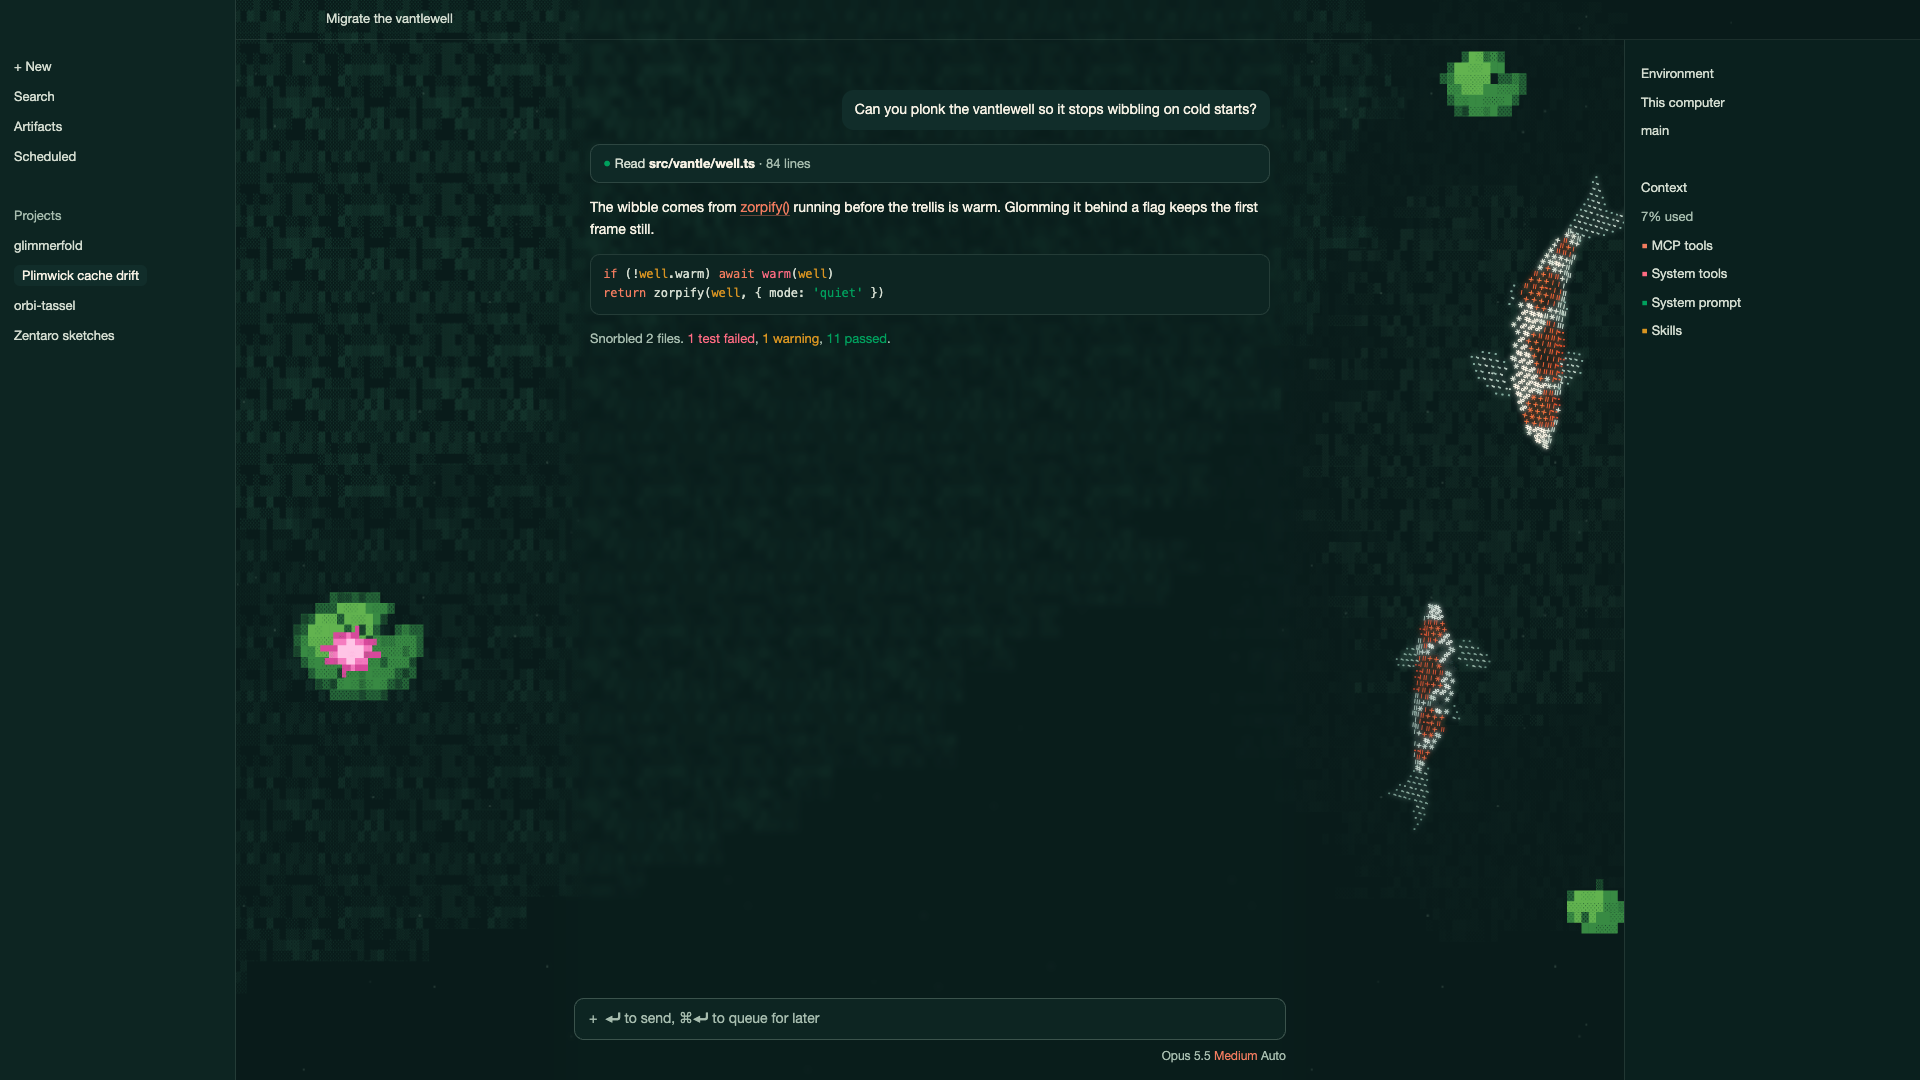 Migrate the vantlewell
+ New
Search
Artifacts
Scheduled
Projects
glimmerfold
Plimwick cache drift
orbi-tassel
Zentaro sketches
Can you plonk the vantlewell so it stops wibbling on cold starts?
Read src/vantle/well.ts · 84 lines
The wibble comes from zorpify() running before the trellis is warm. Glomming it behind a flag keeps the first
frame still.
if (!well.warm) await warm(well)
return zorpify(well, { mode: 'quiet' })
Snorbled 2 files. 1 test failed, 1 warning, 11 passed.
+ ↵ to send, ⌘↵ to queue for later
Opus 5.5 Medium Auto
Environment
This computer
main
Context
7% used
MCP tools
System tools
System prompt
Skills